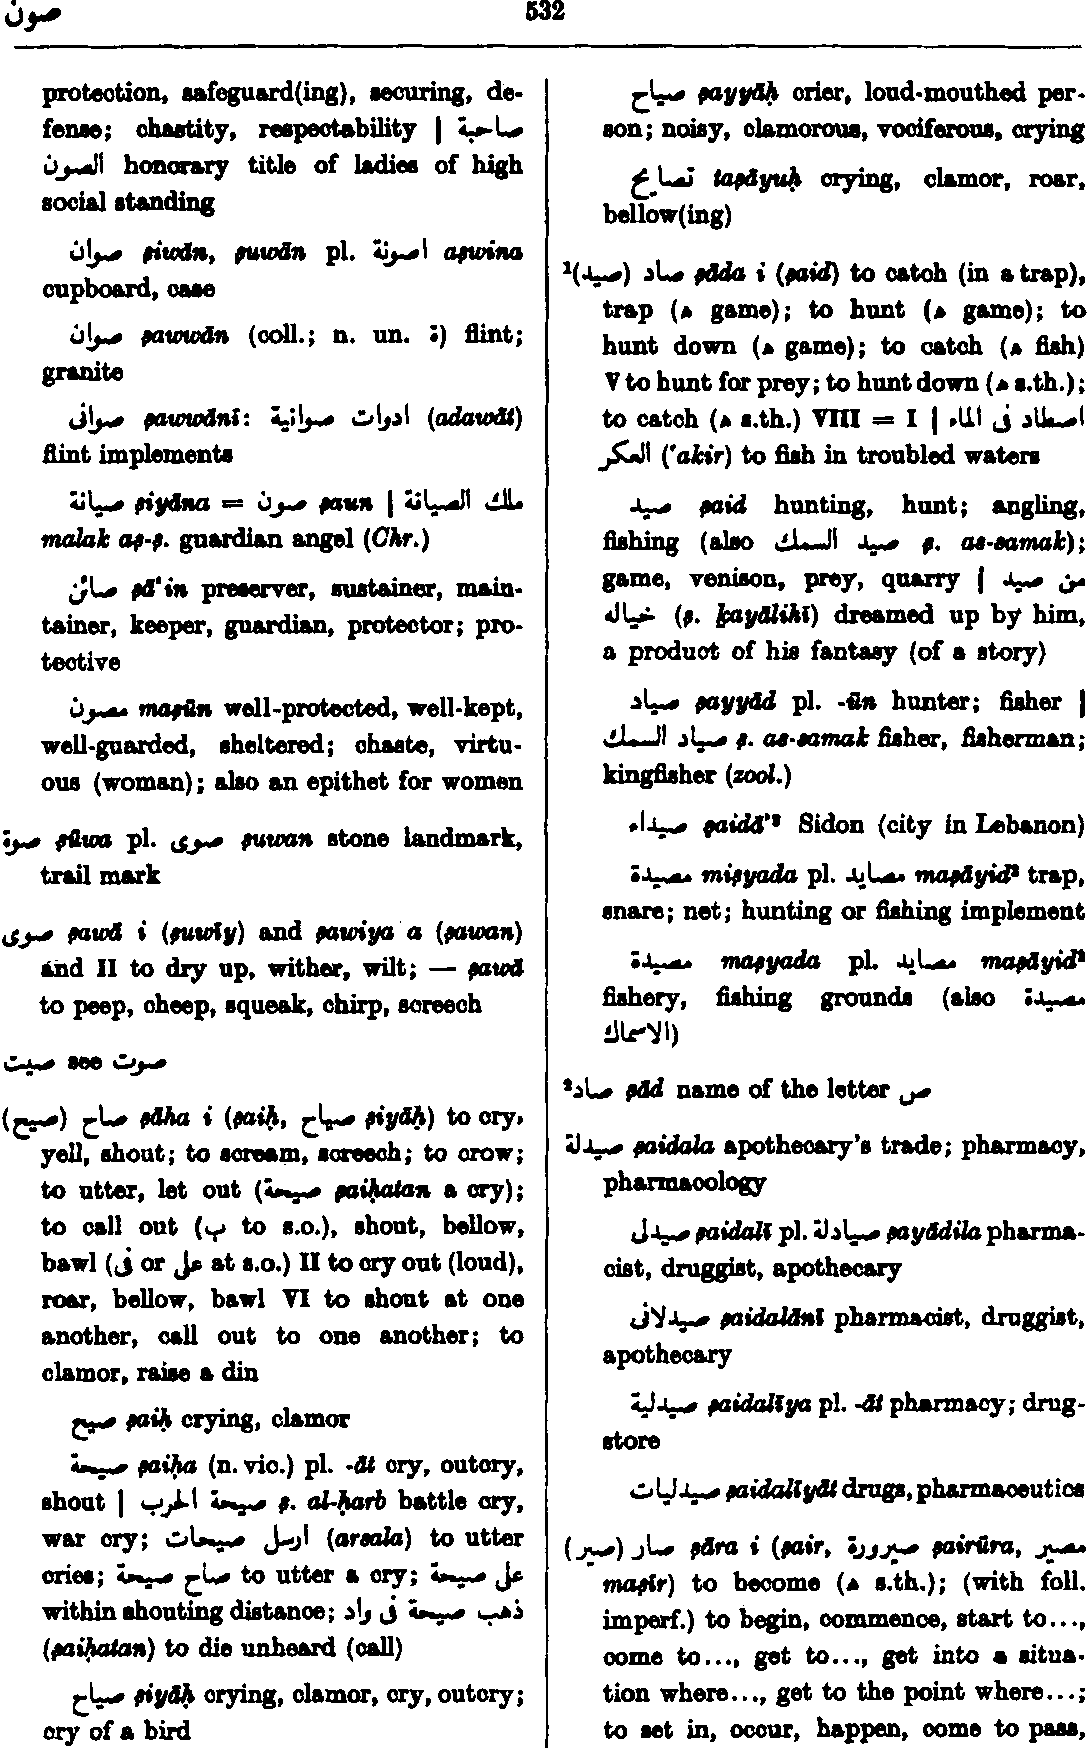 صون
532
protection, safeguard(ing), securing, de-
fense; chastity, respectability | صاحبة
الصون honorary title of ladies of high
social standing
صوان ṣiwān, ṣuwān pl. اصونة aṣwina
cupboard, case
صوان ṣawwān (coll.; n. un. ة) flint;
granite
صوانى ṣawwānī: ادوات صوانية (adawāt)
flint implements
صيانة ṣiyāna = صون ṣaun | ملك الصيانة
malak aṣ-ṣ. guardian angel (Chr.)
صائن ṣā'in preserver, sustainer, main-
tainer, keeper, guardian, protector; pro-
tective
مصون maṣūn well-protected, well-kept,
well-guarded, sheltered; chaste, virtu-
ous (woman); also an epithet for women
صوة ṣūwa pl. صوى ṣuwan stone landmark,
trail mark
صوى ṣawā i (ṣuwīy) and ṣawiya a (ṣawan)
and II to dry up, wither, wilt; — ṣawā
to peep, cheep, squeak, chirp, screech
صيت see صوت
(صيح) صاح ṣāḥa i (ṣaiḥ, صياح ṣiyāḥ) to cry,
yell, shout; to scream, screech; to crow;
to utter, let out (صيحة ṣaiḥatan a cry);
to call out (ب to s.o.), shout, bellow,
bawl (فى or على at s.o.) II to cry out (loud),
roar, bellow, bawl VI to shout at one
another, call out to one another; to
clamor, raise a din
صيح ṣaiḥ crying, clamor
صيحة ṣaiḥa (n. vic.) pl. -āt cry, outcry,
shout | صيحة الحرب ṣ. al-ḥarb battle cry,
war cry; ارسل صيحات (arsala) to utter
cries; صاح صيحة to utter a cry; على صيحة
within shouting distance; ذهب صيحة فى واد
(ṣaiḥatan) to die unheard (call)
صياح ṣiyāḥ crying, clamor, cry, outcry;
cry of a bird
صياح ṣayyāḥ crier, loud-mouthed per-
son; noisy, clamorous, vociferous, crying
تصايح taṣāyuḥ crying, clamor, roar,
bellow(ing)
¹(صيد) صاد ṣāda i (ṣaid) to catch (in a trap),
trap (ه game); to hunt (ه game); to
hunt down (ه game); to catch (ه fish)
V to hunt for prey; to hunt down (ه s.th.);
to catch (ه s.th.) VIII = I | اصطاد فى الماء
العكر ('akir) to fish in troubled waters
صيد ṣaid hunting, hunt; angling,
fishing (also صيد السمك ṣ. as-samak);
game, venison, prey, quarry | من صيد
خياله (ṣ. ḵayālihī) dreamed up by him,
a product of his fantasy (of a story)
صياد ṣayyād pl. -ūn hunter; fisher |
صياد السمك ṣ. as-samak fisher, fisherman;
kingfisher (zool.)
صيداء ṣaidā'² Sidon (city in Lebanon)
مصيدة miṣyada pl. مصايد maṣāyid² trap,
snare; net; hunting or fishing implement
مصيدة maṣyada pl. مصايد maṣāyid²
fishery, fishing grounds (also مصيدة
الاسماك)
²صاد ṣād name of the letter ص
صيدلة ṣaidala apothecary's trade; pharmacy,
pharmacology
صيدلى ṣaidalī pl. صيادلة ṣayādila pharma-
cist, druggist, apothecary
صيدلانى ṣaidalānī pharmacist, druggist,
apothecary
صيدلية ṣaidalīya pl. -āt pharmacy; drug-
store
صيدليات ṣaidalīyāt drugs, pharmaceutics
(صير) صار ṣāra i (ṣair, صيرورة ṣairūra, مصير
maṣīr) to become (ه s.th.); (with foll.
imperf.) to begin, commence, start to...,
come to..., get to..., get into a situa-
tion where..., get to the point where...;
to set in, occur, happen, come to pass,